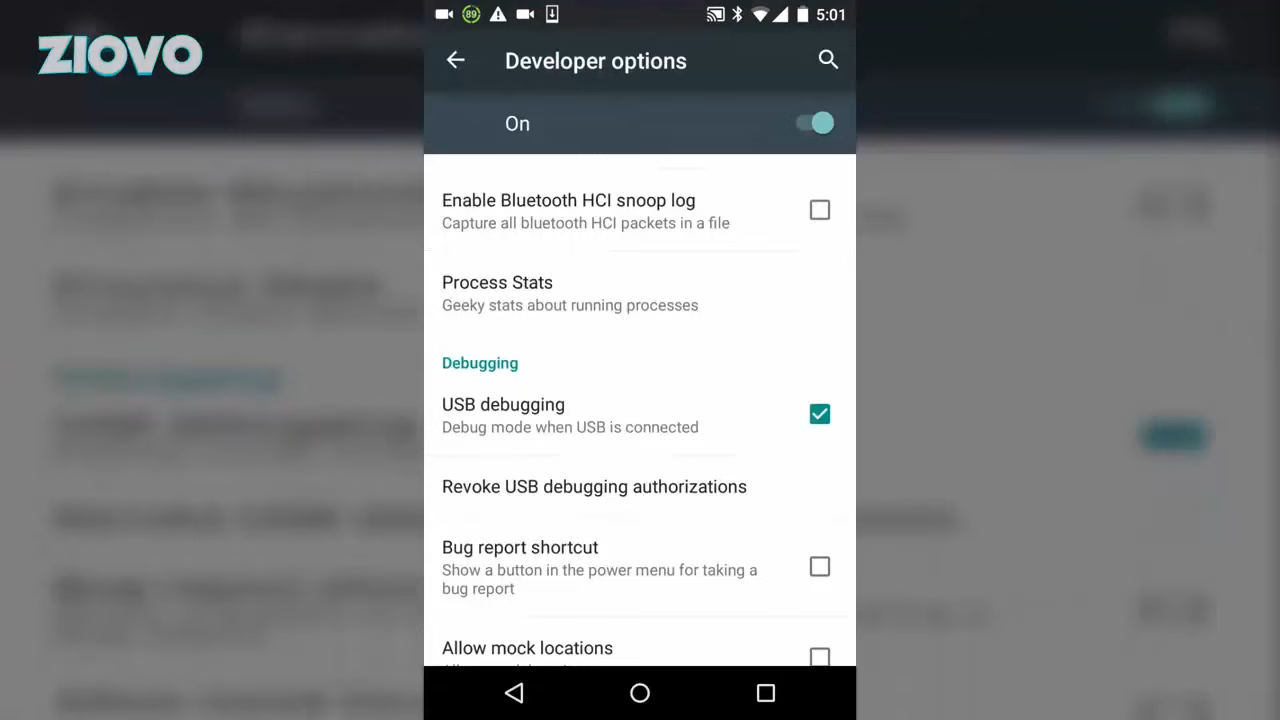 ZIOVO
89
5:01
Developer options
On
Enable Bluetooth HCI snoop log
Capture all bluetooth HCI packets in a file
Process Stats
Geeky stats about running processes
Debugging
USB debugging
Debug mode when USB is connected
Revoke USB debugging authorizations
Bug report shortcut
Show a button in the power menu for taking a
bug report
Allow mock locations